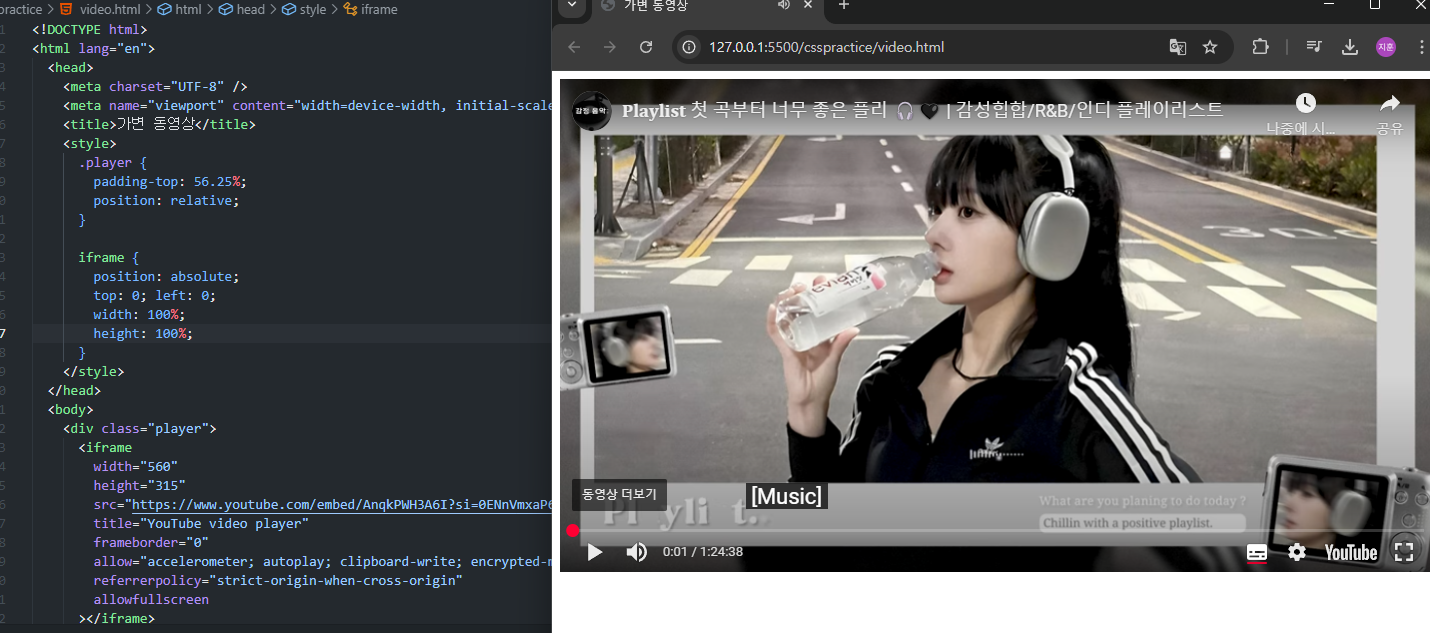 practice > video.html > html > head > style > iframe
<!DOCTYPE html>
<html lang="en">
<head>
<meta charset="UTF-8" />
<meta name="viewport" content="width=device-width, initial-scale
<title>가변 동영상</title>
<style>
.player {
padding-top: 56.25%;
position: relative;
}
iframe {
position: absolute;
top: 0; left: 0;
width: 100%;
height: 100%;
}
</style>
</head>
<body>
<div class="player">
<iframe
width="560"
height="315"
src="https://www.youtube.com/embed/AnqkPWH3A6I?si=0ENnVmxaP6
title="YouTube video player"
frameborder="0"
allow="accelerometer; autoplay; clipboard-write; encrypted-m
referrerpolicy="strict-origin-when-cross-origin"
allowfullscreen
></iframe>
가변 동영상
127.0.0.1:5500/csspractice/video.html
지훈
감정 음악
Playlist 첫 곡부터 너무 좋은 플리 🎧 🖤 | 감성힙합/R&B/인디 플레이리스트
나중에 시...
공유
evian
동영상 더보기
[Music]
What are you planing to do today ?
Chillin with a positive playlist.
0:01 / 1:24:38
YouTube